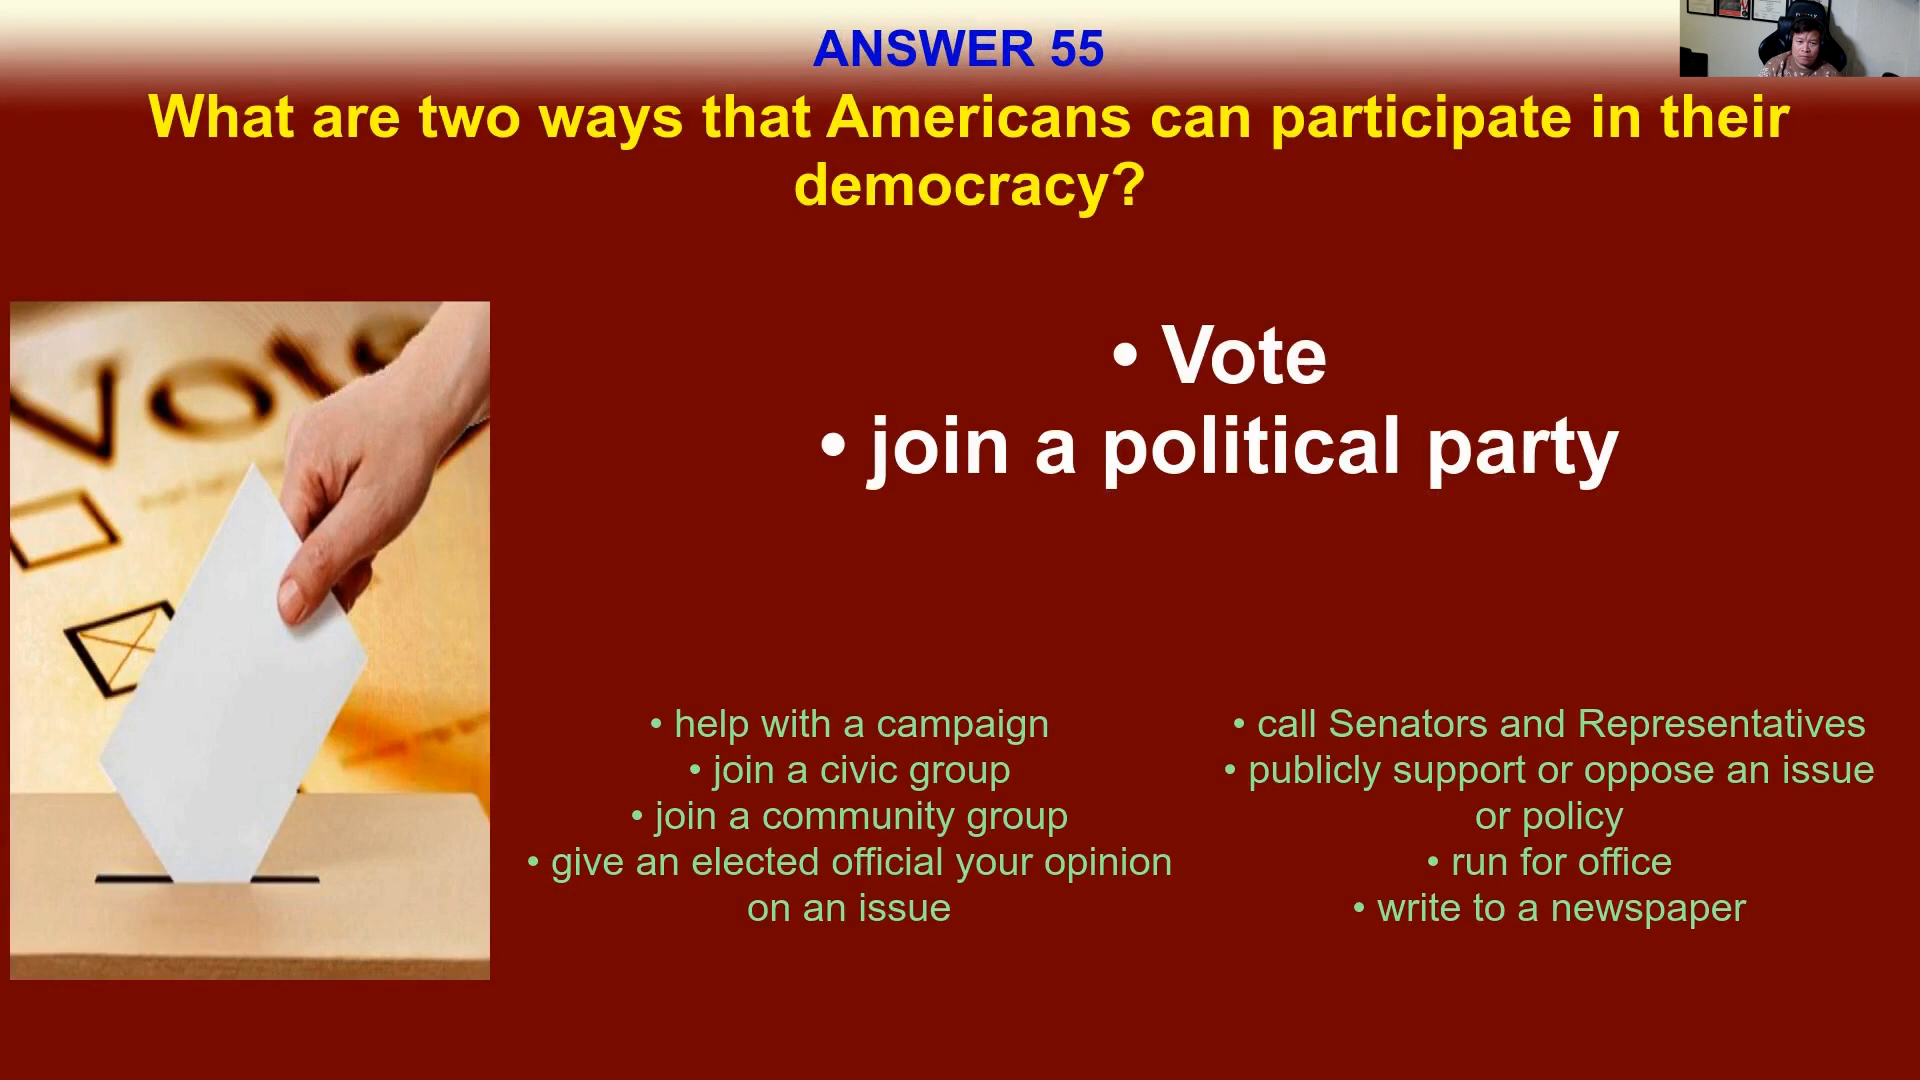 ANSWER 55
What are two ways that Americans can participate in their
democracy?
Vote
• Vote
• join a political party
• help with a campaign
• join a civic group
• join a community group
• give an elected official your opinion
on an issue
• call Senators and Representatives
• publicly support or oppose an issue
or policy
• run for office
• write to a newspaper